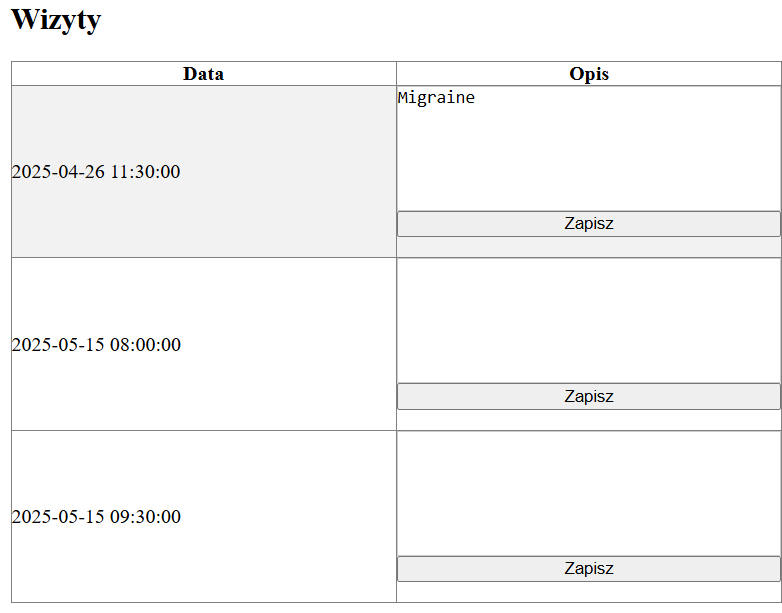 Wizyty
Data Opis
2025-04-26 11:30:00 Migraine
Zapisz
2025-05-15 08:00:00
Zapisz
2025-05-15 09:30:00
Zapisz